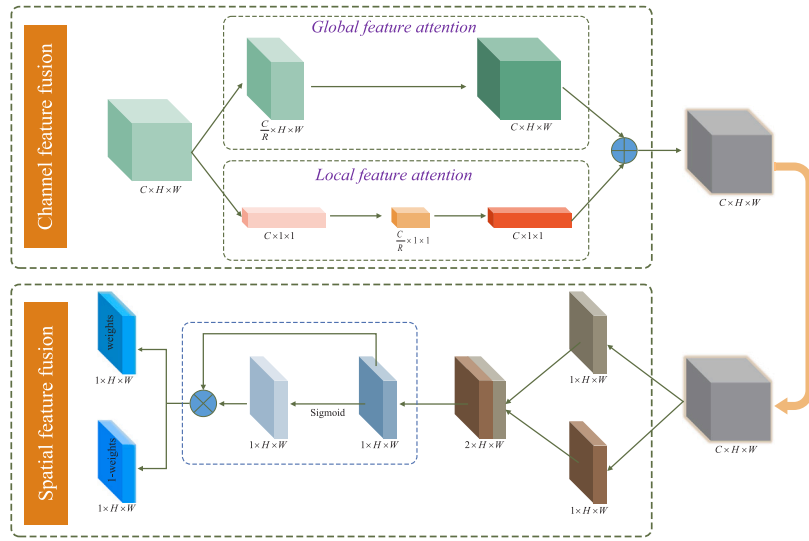 Channel feature fusion
Global feature attention
C×H×W
C/R ×H×W
C×H×W
Local feature attention
C×1×1
C/R ×1×1
C×1×1
C×H×W
Spatial feature fusion
weights
1×H×W
1-weights
1×H×W
1×H×W
Sigmoid
1×H×W
2×H×W
1×H×W
1×H×W
C×H×W